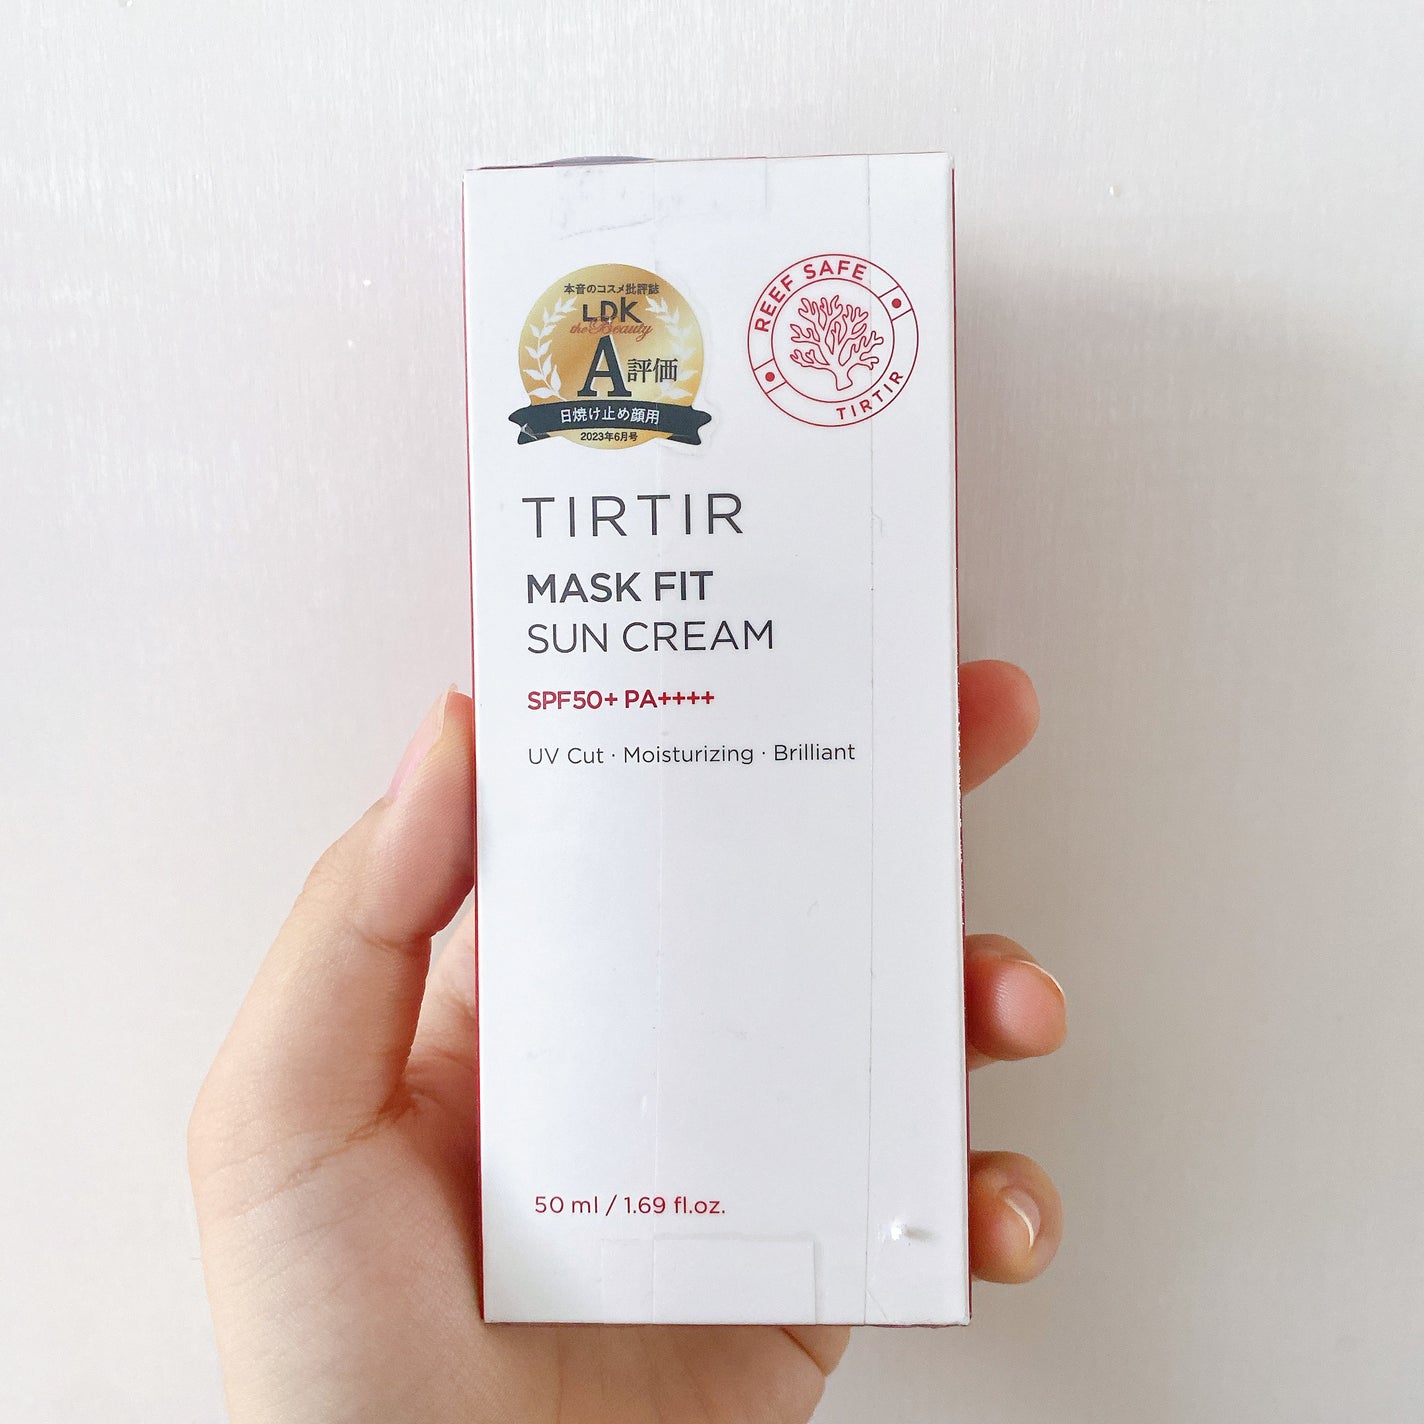 本音のコスメ批評誌
LDK
the Beauty
A評価
日焼け止め顔用
2023年6月号
REEF SAFE
TIRTIR
TIRTIR
MASK FIT
SUN CREAM
SPF50+ PA++++
UV Cut · Moisturizing · Brilliant
50 ml / 1.69 fl.oz.